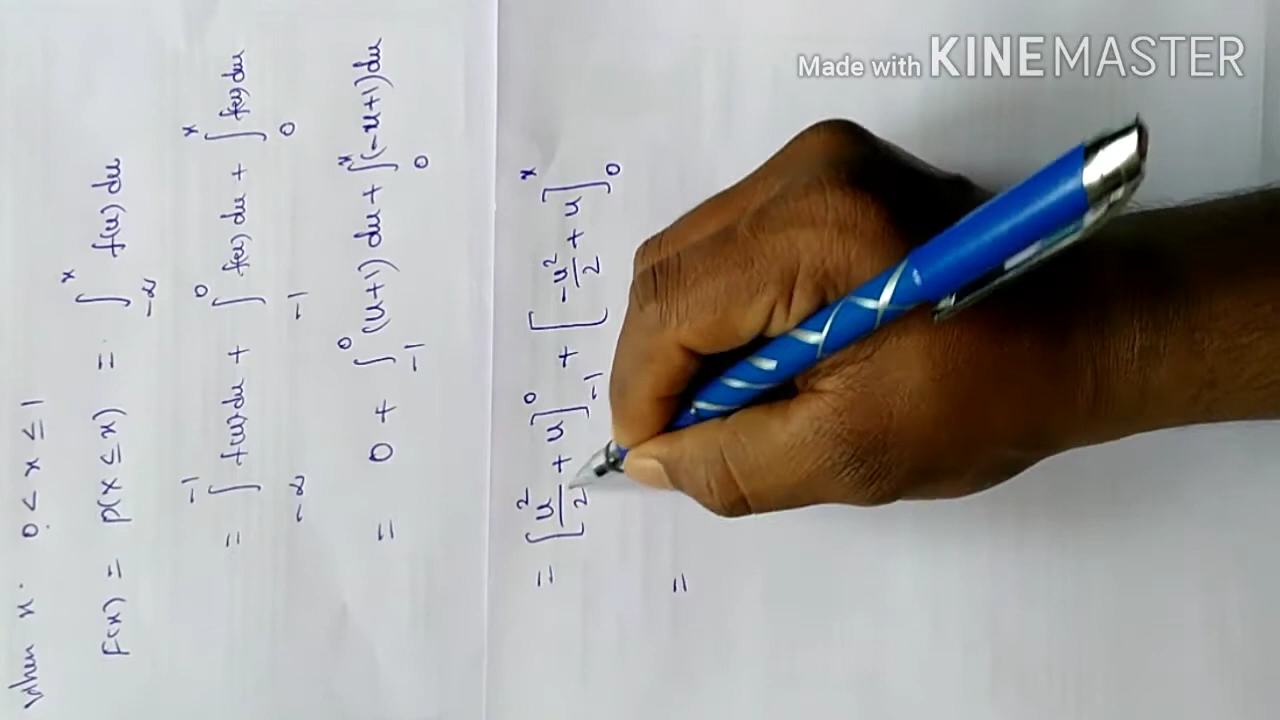 Made with KINEMASTER
When x. 0 < x ≤ 1
F(x) = P(X ≤ x) = ∫_{-∞}^{x} f(u) du
= ∫_{-∞}^{-1} f(u) du + ∫_{-1}^{0} f(u) du + ∫_{0}^{x} f(u) du
= 0 + ∫_{-1}^{0} (u+1) du + ∫_{0}^{x} (-u+1) du
= [u²/2 + u]_{-1}^{0} + [-u²/2 + u]_{0}^{x}
=